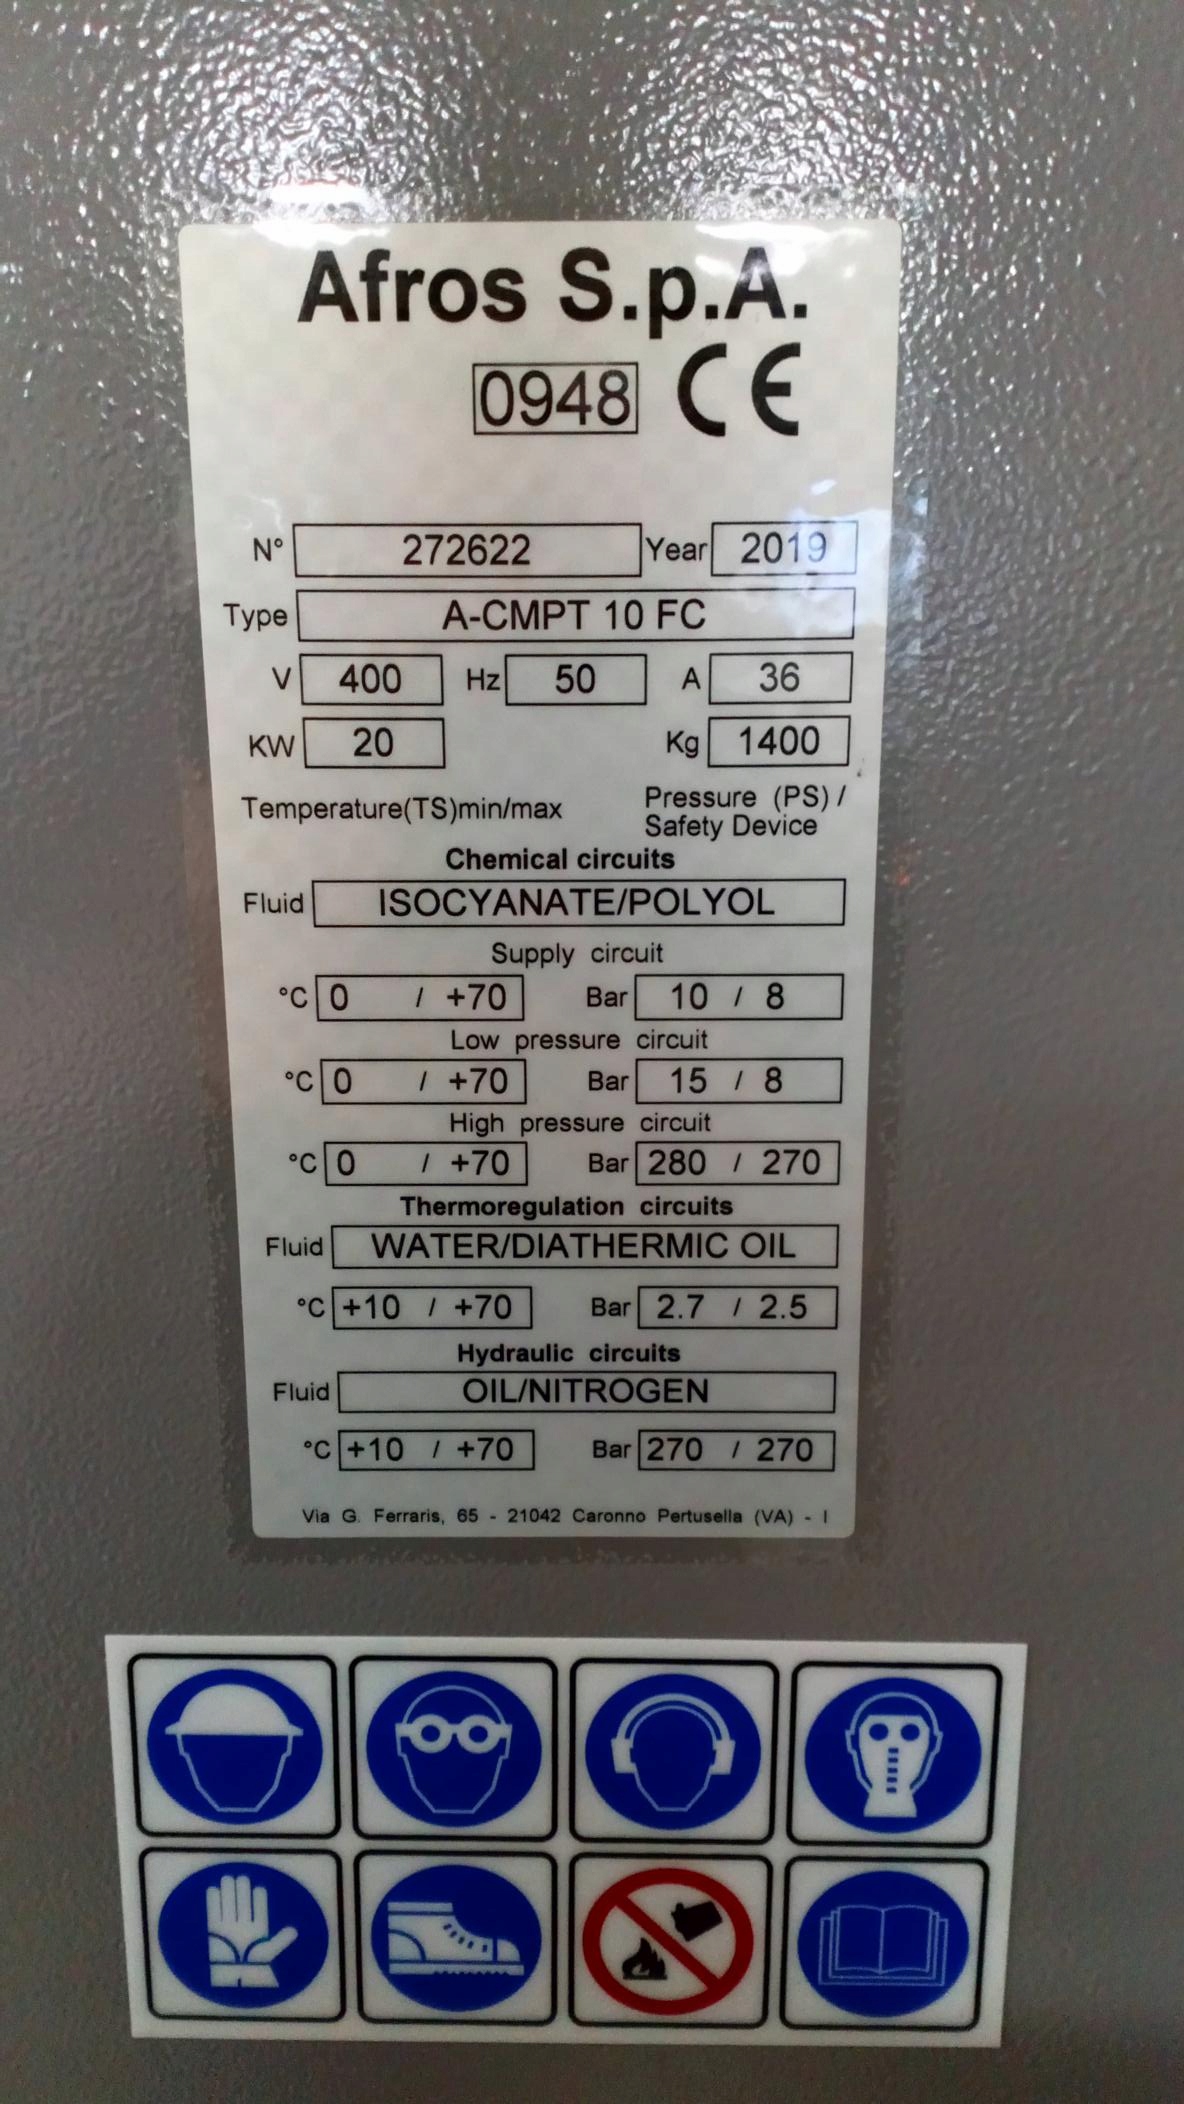 Afros S.p.A.
0948 CE
N° 272622 Year 2019
Type A-CMPT 10 FC
V 400 Hz 50 A 36
KW 20 Kg 1400
Temperature(TS)min/max Pressure (PS) /
Safety Device
Chemical circuits
Fluid ISOCYANATE/POLYOL
Supply circuit
°C 0 / +70 Bar 10 / 8
Low pressure circuit
°C 0 / +70 Bar 15 / 8
High pressure circuit
°C 0 / +70 Bar 280 / 270
Thermoregulation circuits
Fluid WATER/DIATHERMIC OIL
°C +10 / +70 Bar 2.7 / 2.5
Hydraulic circuits
Fluid OIL/NITROGEN
°C +10 / +70 Bar 270 / 270
Via G. Ferraris, 65 - 21042 Caronno Pertusella (VA) - I